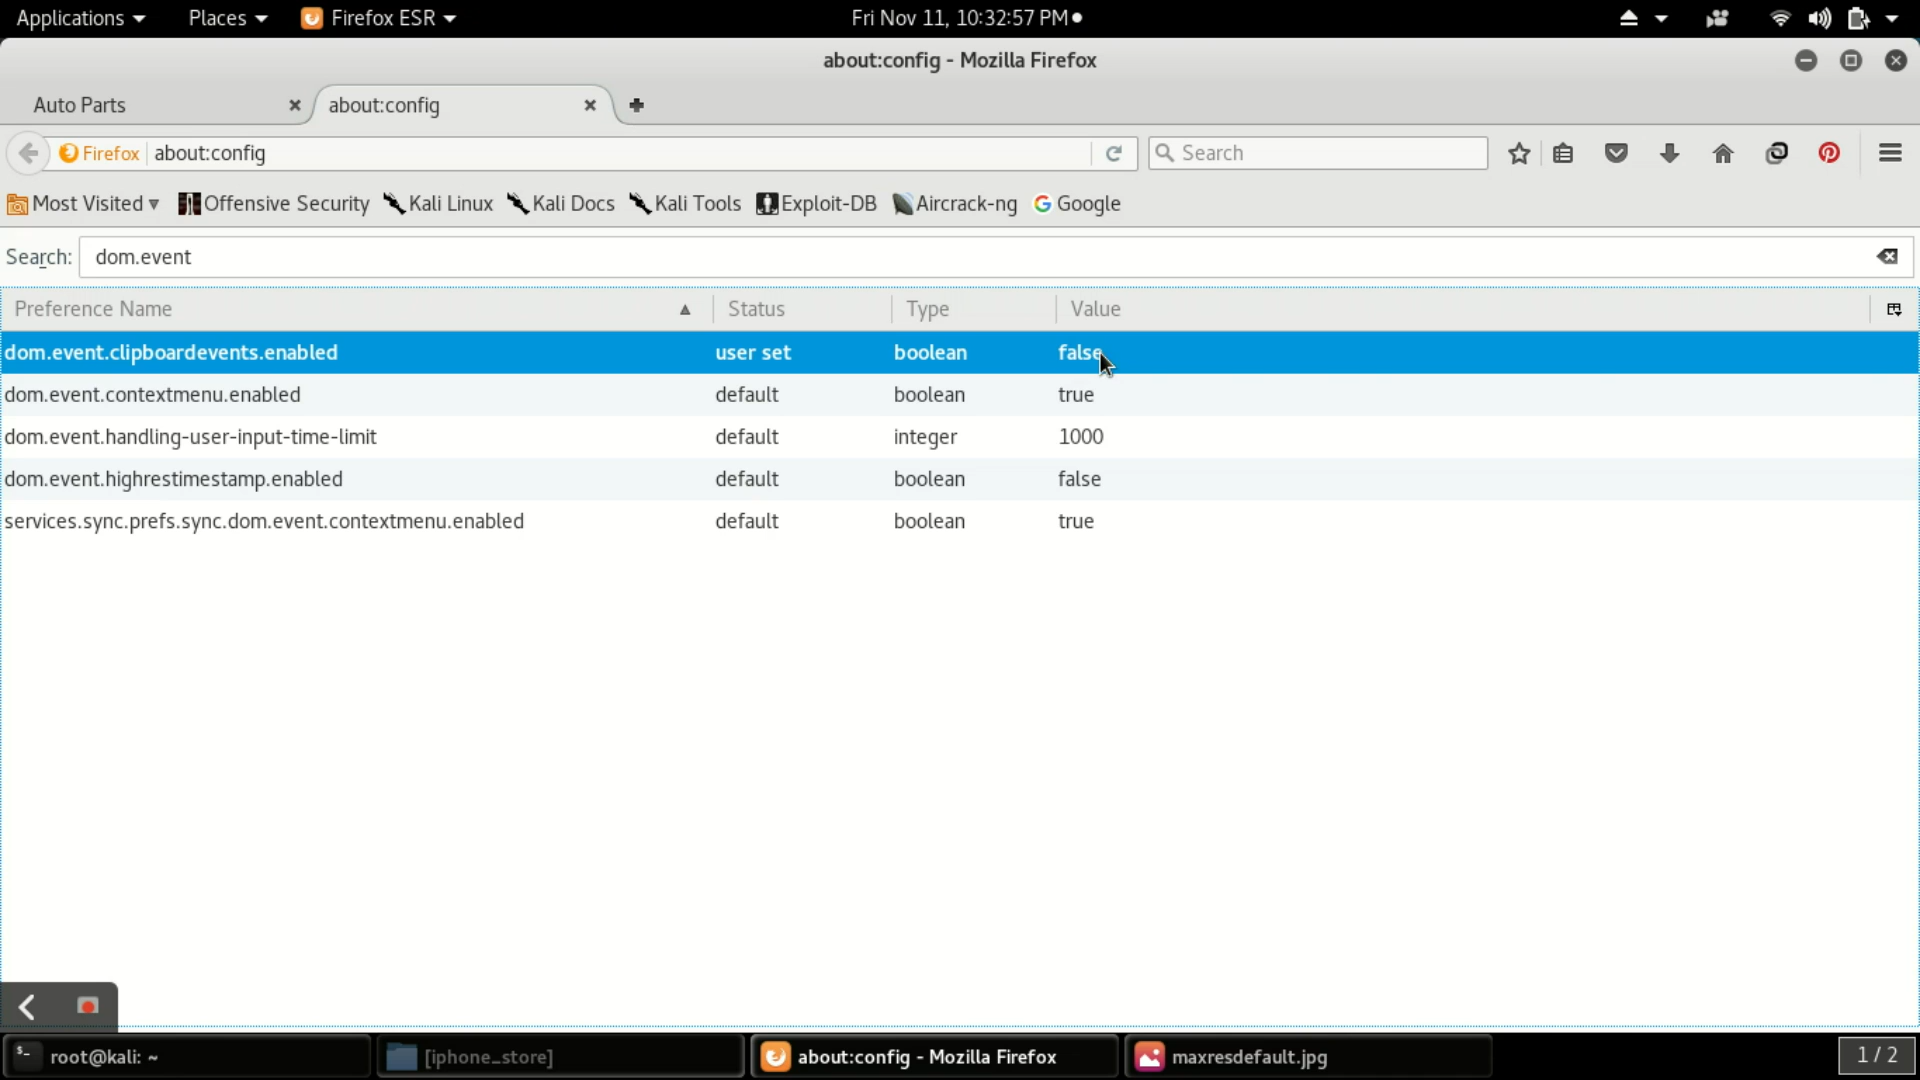 Applications Places Firefox ESR Fri Nov 11, 10:32:57 PM
about:config - Mozilla Firefox
Auto Parts about:config
Firefox about:config Search
Most Visited Offensive Security Kali Linux Kali Docs Kali Tools Exploit-DB Aircrack-ng Google
Search: dom.event
Preference Name Status Type Value
dom.event.clipboardevents.enabled user set boolean false
dom.event.contextmenu.enabled default boolean true
dom.event.handling-user-input-time-limit default integer 1000
dom.event.highrestimestamp.enabled default boolean false
services.sync.prefs.sync.dom.event.contextmenu.enabled default boolean true
root@kali: ~ [iphone_store] about:config - Mozilla Firefox maxresdefault.jpg 1 / 2